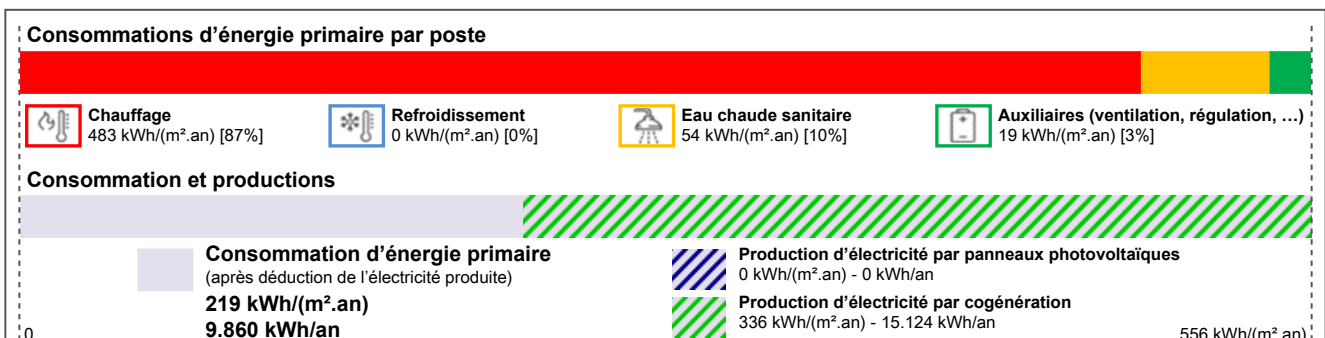 Consommations d’énergie primaire par poste
Chauffage
483 kWh/(m².an) [87%]
Refroidissement
0 kWh/(m².an) [0%]
Eau chaude sanitaire
54 kWh/(m².an) [10%]
Auxiliaires (ventilation, régulation, …)
19 kWh/(m².an) [3%]
Consommation et productions
Consommation d’énergie primaire
(après déduction de l’électricité produite)
219 kWh/(m².an)
9.860 kWh/an
Production d’électricité par panneaux photovoltaïques
0 kWh/(m².an) - 0 kWh/an
Production d’électricité par cogénération
336 kWh/(m².an) - 15.124 kWh/an
0
556 kWh/(m².an)